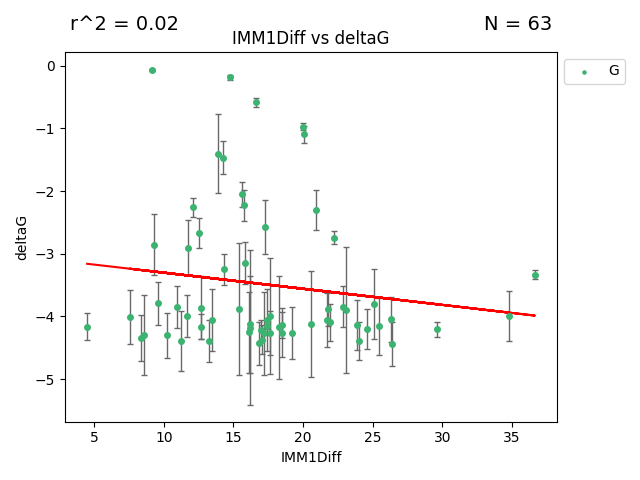 r^2 = 0.02
N = 63
IMM1Diff vs deltaG
G
0
−1
−2
−3
−4
−5
deltaG
5 10 15 20 25 30 35
IMM1Diff